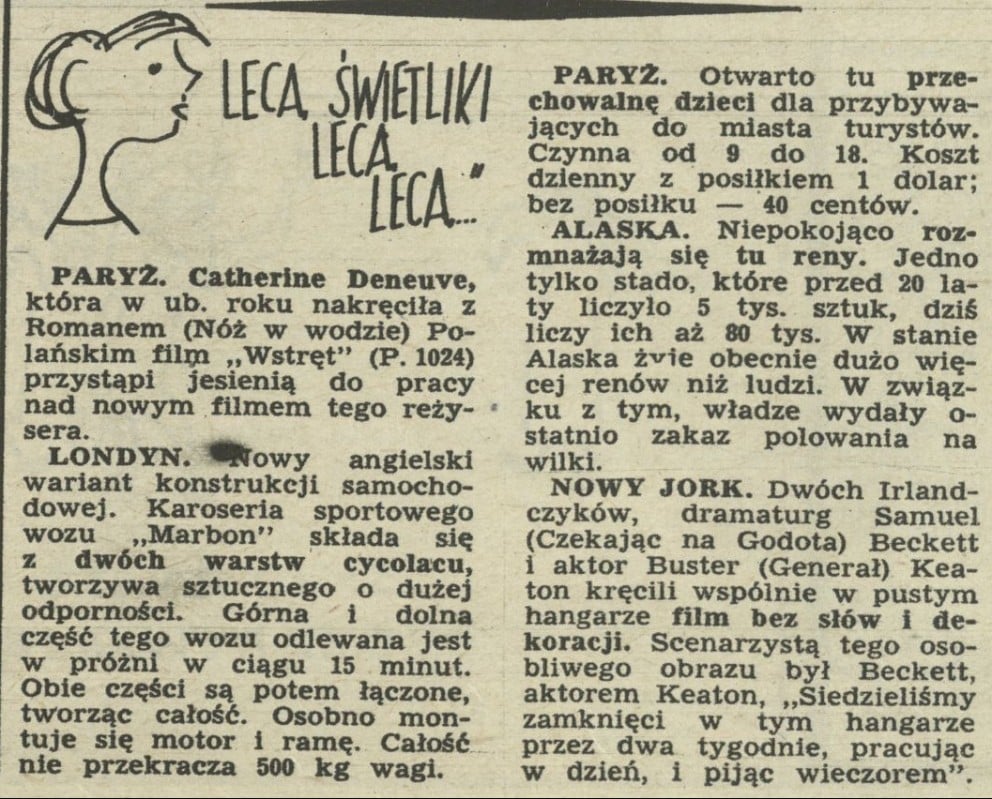 LECĄ ŚWIETLIKI
LECĄ,
LECĄ..."
PARYŻ. Catherine Deneuve,
która w ub. roku nakręciła z
Romanem (Nóż w wodzie) Po-
lańskim film „Wstręt” (P. 1024)
przystąpi jesienią do pracy
nad nowym filmem tego reży-
sera.
LONDYN. Nowy angielski
wariant konstrukcji samocho-
dowej. Karoseria sportowego
wozu „Marbon” składa się
z dwóch warstw cycolacu,
tworzywa sztucznego o dużej
odporności. Górna i dolna
część tego wozu odlewana jest
w próżni w ciągu 15 minut.
Obie części są potem łączone,
tworząc całość. Osobno mon-
tuje się motor i ramę. Całość
nie przekracza 500 kg wagi.
PARYŻ. Otwarto tu prze-
chowalnę dzieci dla przybywa-
jących do miasta turystów.
Czynna od 9 do 18. Koszt
dzienny z posiłkiem 1 dolar;
bez posiłku — 40 centów.
ALASKA. Niepokojąco roz-
mnażają się tu reny. Jedno
tylko stado, które przed 20 la-
ty liczyło 5 tys. sztuk, dziś
liczy ich aż 80 tys. W stanie
Alaska żyie obecnie dużo wię-
cej renów niż ludzi. W związ-
ku z tym, władze wydały o-
statnio zakaz polowania na
wilki.
NOWY JORK. Dwóch Irland-
czyków, dramaturg Samuel
(Czekając na Godota) Beckett
i aktor Buster (Generał) Kea-
ton kręcili wspólnie w pustym
hangarze film bez słów i de-
koracji. Scenarzystą tego oso-
bliwego obrazu był Beckett,
aktorem Keaton, „Siedzieliśmy
zamknięci w tym hangarze
przez dwa tygodnie, pracując
w dzień, i pijąc wieczorem”.